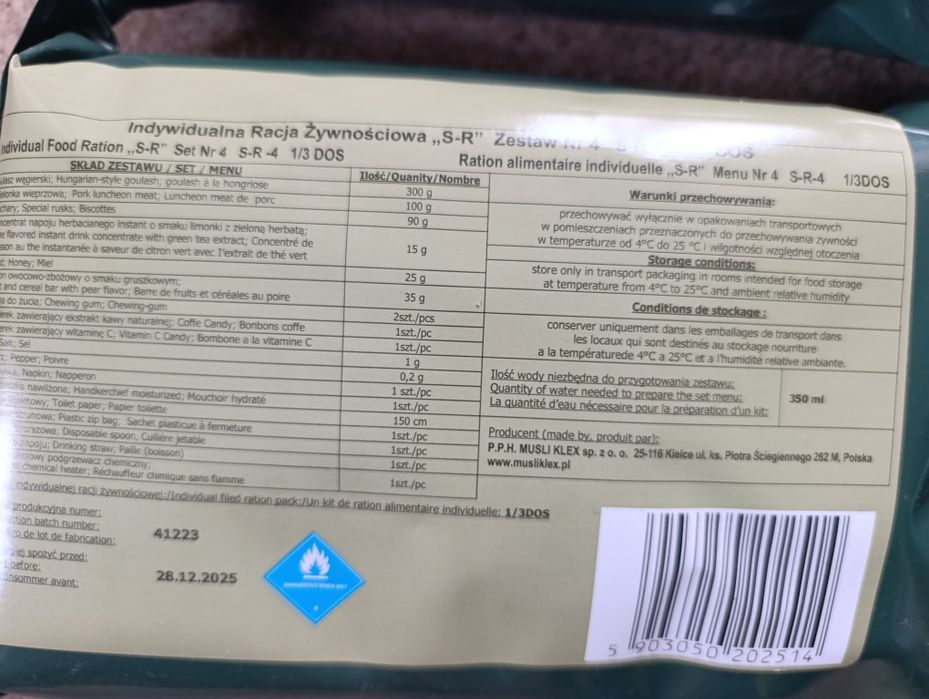 Indywidualna Racja Żywnościowa „S-R” Zestaw Nr 4
Individual Food Ration „S-R” Set Nr 4 S-R -4 1/3 DOS
Ration alimentaire individuelle „S-R” Menu Nr 4 S-R-4 1/3DOS
SKŁAD ZESTAWU / SET / MENU
Ilość/Quanity/Nombre
węgierski; Hungarian-style goulash; goulash à la hongroise
300 g
wieprzowa; Pork luncheon meat; Luncheon meat de porc
100 g
Special rusks; Biscottes
90 g
napoju herbacianego instant o smaku limonki z zieloną herbatą;
flavored instant drink concentrate with green tea extract; Concentré de
au the instantanée à saveur de citron vert avec l'extrait de thé vert
15 g
Honey; Miel
25 g
owocowo-zbożowy o smaku gruszkowym;
and cereal bar with pear flavor; Barre de fruits et céréales au poire
35 g
do żucia; Chewing gum; Chewing-gum
2szt./pcs
zawierający ekstrakt kawy naturalnej; Coffe Candy; Bonbons coffe
1szt./pc
zawierający witaminę C; Vitamin C Candy; Bombone a la vitamine C
1szt./pc
Salt; Sel
1 g
Pepper; Poivre
0,2 g
Napkin; Napperon
1 szt./pc
nawilżona; Handkerchief moisturized; Mouchoir hydraté
1szt./pc
Toilet paper; Papier toilette
150 cm
Plastic zip bag; Sachet plasticue à fermeture
1szt./pc
Disposable spoon, Cuillère jetable
1szt./pc
napoju; Drinking straw; Paille (boisson)
1szt./pc
podgrzewacz chemiczny;
chemical heater; Réchauffeur chimique sans flamme
1szt./pc
Warunki przechowywania:
przechowywać wyłącznie w opakowaniach transportowych
w pomieszczeniach przeznaczonych do przechowywania żywności
w temperaturze od 4°C do 25 °C i wilgotności względnej otoczenia
Storage conditions:
store only in transport packaging in rooms intended for food storage
at temperature from 4°C to 25°C and ambient relative humidity
Conditions de stockage :
conserver uniquement dans les emballages de transport dans
les locaux qui sont destinés au stockage nourriture
a la températurede 4°C a 25°C et a l'humidité relative ambiante.
Ilość wody niezbędna do przygotowania zestawu:
Quantity of water needed to prepare the set menu:
La quantité d'eau nécessaire pour la préparation d'un kit:
350 ml
Producent (made by, produit par):
P.P.H. MUSLI KLEX sp. z o. o. 25-116 Kielce ul. ks. Piotra Ściegiennego 262 M, Polska
www.musliklex.pl
indywidualnej racji żywnościowej:/Individual filed ration pack:/Un kit de ration alimentaire individuelle: 1/3DOS
produkcyjna numer:
batch number:
de lot de fabrication:
41223
spożyć przed:
before:
consommer avant:
28.12.2025
DANGEROUS WHEN WET
4
5 903050 202514